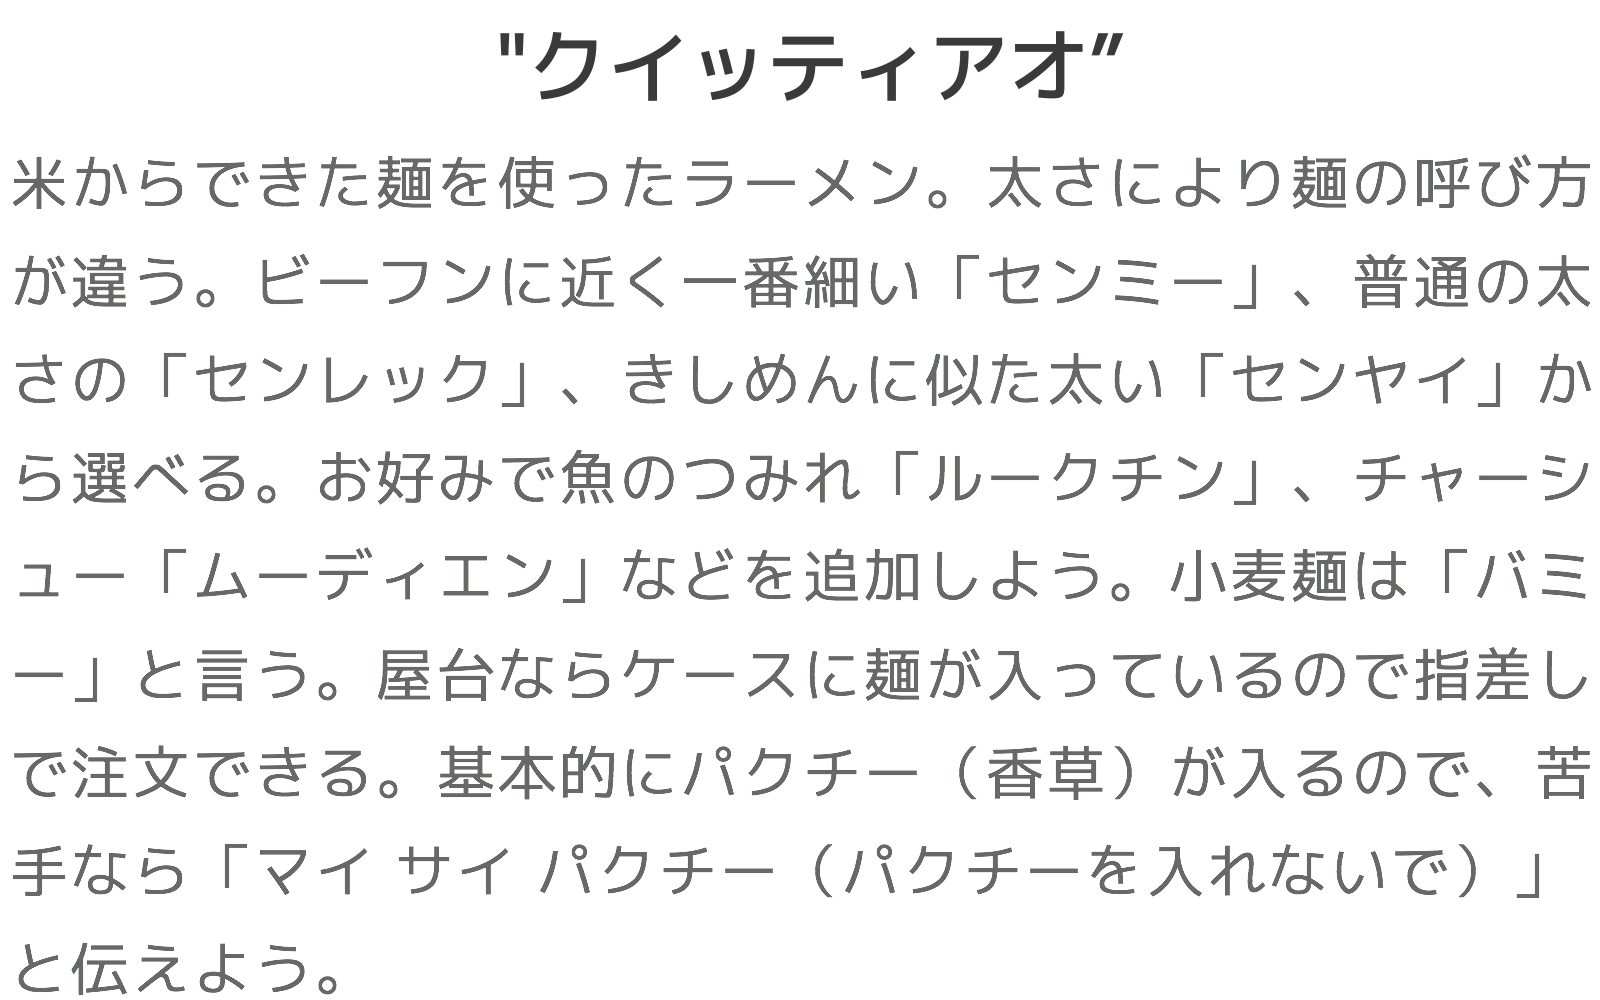 "クイッティアオ”
米からできた麺を使ったラーメン。太さにより麺の呼び方
が違う。ビーフンに近く一番細い「センミー」、普通の太
さの「センレック」、きしめんに似た太い「センヤイ」か
ら選べる。お好みで魚のつみれ「ルークチン」、チャーシ
ュー「ムーディエン」などを追加しよう。小麦麺は「バミ
ー」と言う。屋台ならケースに麺が入っているので指差し
で注文できる。基本的にパクチー（香草）が入るので、苦
手なら「マイ サイ パクチー（パクチーを入れないで）」
と伝えよう。